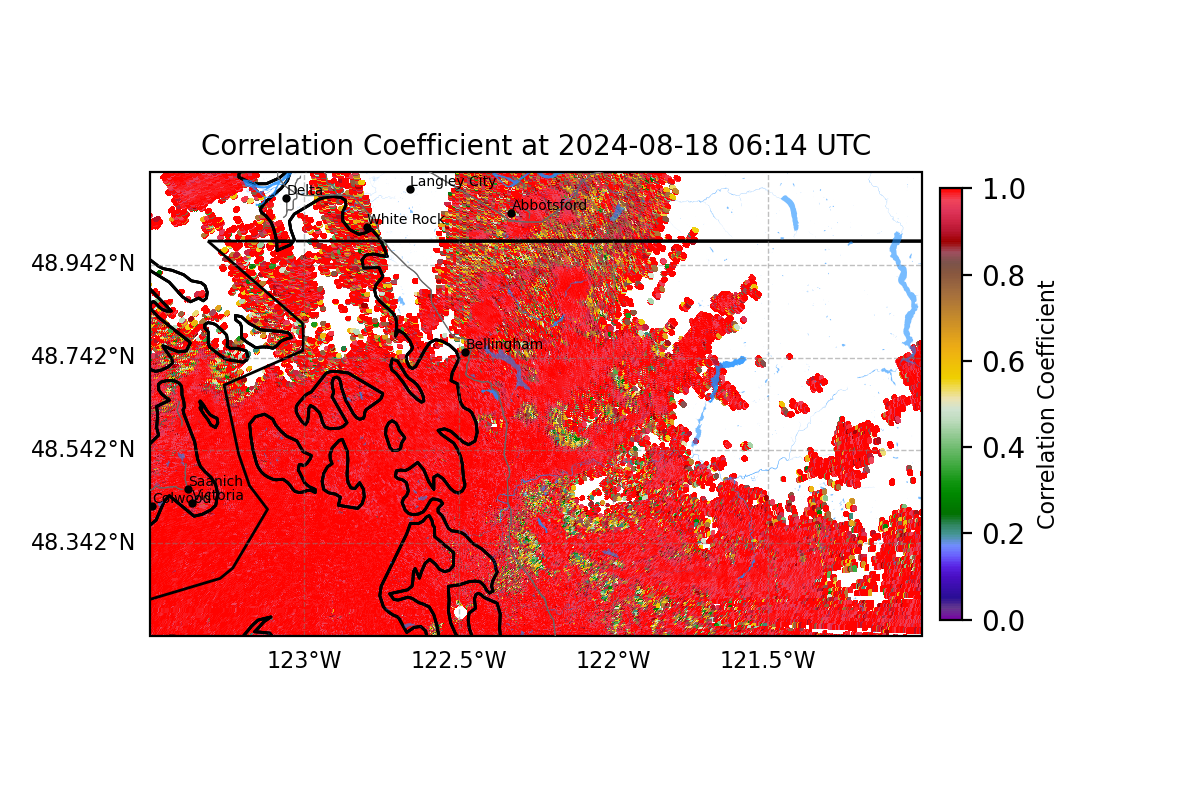 Correlation Coefficient at 2024-08-18 06:14 UTC
Langley City
Delta
Abbotsford
White Rock
Bellingham
Saanich
Victoria
Colwood
48.942°N
48.742°N
48.542°N
48.342°N
123°W
122.5°W
122°W
121.5°W
1.0
0.8
0.6
0.4
0.2
0.0
Correlation Coefficient